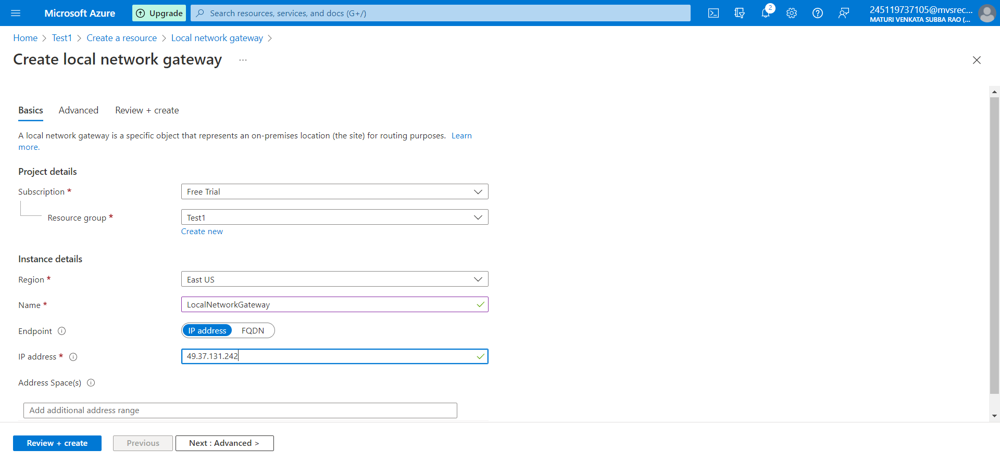 Microsoft Azure
Upgrade
Search resources, services, and docs (G+/)
2
245119737105@mvsrec...
MATURI VENKATA SUBBA RAO (...
Home > Test1 > Create a resource > Local network gateway >
Create local network gateway ...
Basics Advanced Review + create
A local network gateway is a specific object that represents an on-premises location (the site) for routing purposes. Learn
more.
Project details
Subscription * Free Trial
Resource group * Test1
Create new
Instance details
Region * East US
Name * LocalNetworkGateway
Endpoint IP address FQDN
IP address * 49.37.131.242
Address Space(s)
Add additional address range
Review + create Previous Next : Advanced >